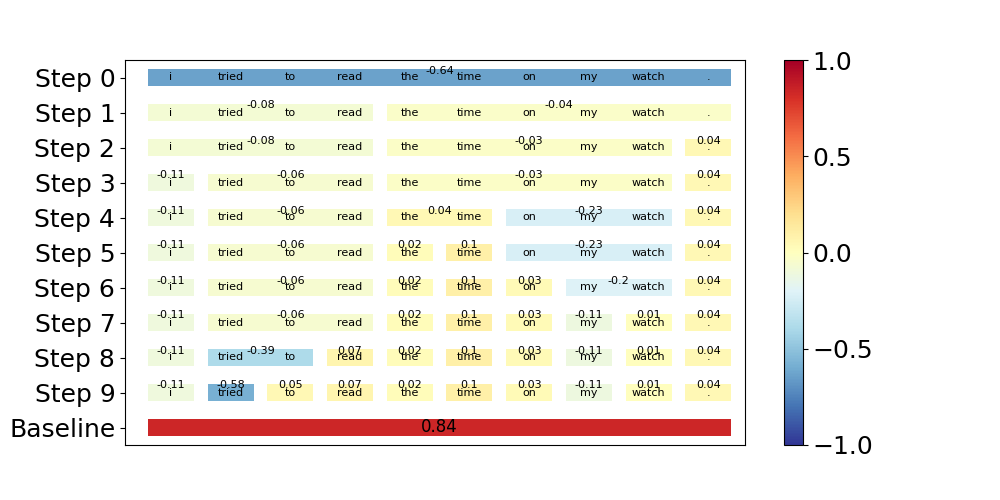 Step 0 i tried to read the -0.64 time on my watch .
Step 1 i tried -0.08 to read the time on -0.04 my watch .
Step 2 i tried -0.08 to read the time -0.03 on my watch 0.04 .
Step 3 -0.11 i tried -0.06 to read the time -0.03 on my watch 0.04 .
Step 4 -0.11 i tried -0.06 to read the 0.04 time on -0.23 my watch 0.04 .
Step 5 -0.11 i tried -0.06 to read 0.02 the 0.1 time on -0.23 my watch 0.04 .
Step 6 -0.11 i tried -0.06 to read 0.02 the 0.1 time 0.03 on my -0.2 watch 0.04 .
Step 7 -0.11 i tried -0.06 to read 0.02 the 0.1 time 0.03 on -0.11 my 0.01 watch 0.04 .
Step 8 -0.11 i tried -0.39 to 0.07 read 0.02 the 0.1 time 0.03 on -0.11 my 0.01 watch 0.04 .
Step 9 -0.11 i -0.58 tried 0.05 to 0.07 read 0.02 the 0.1 time 0.03 on -0.11 my 0.01 watch 0.04 .
Baseline 0.84
1.0
0.5
0.0
−0.5
−1.0